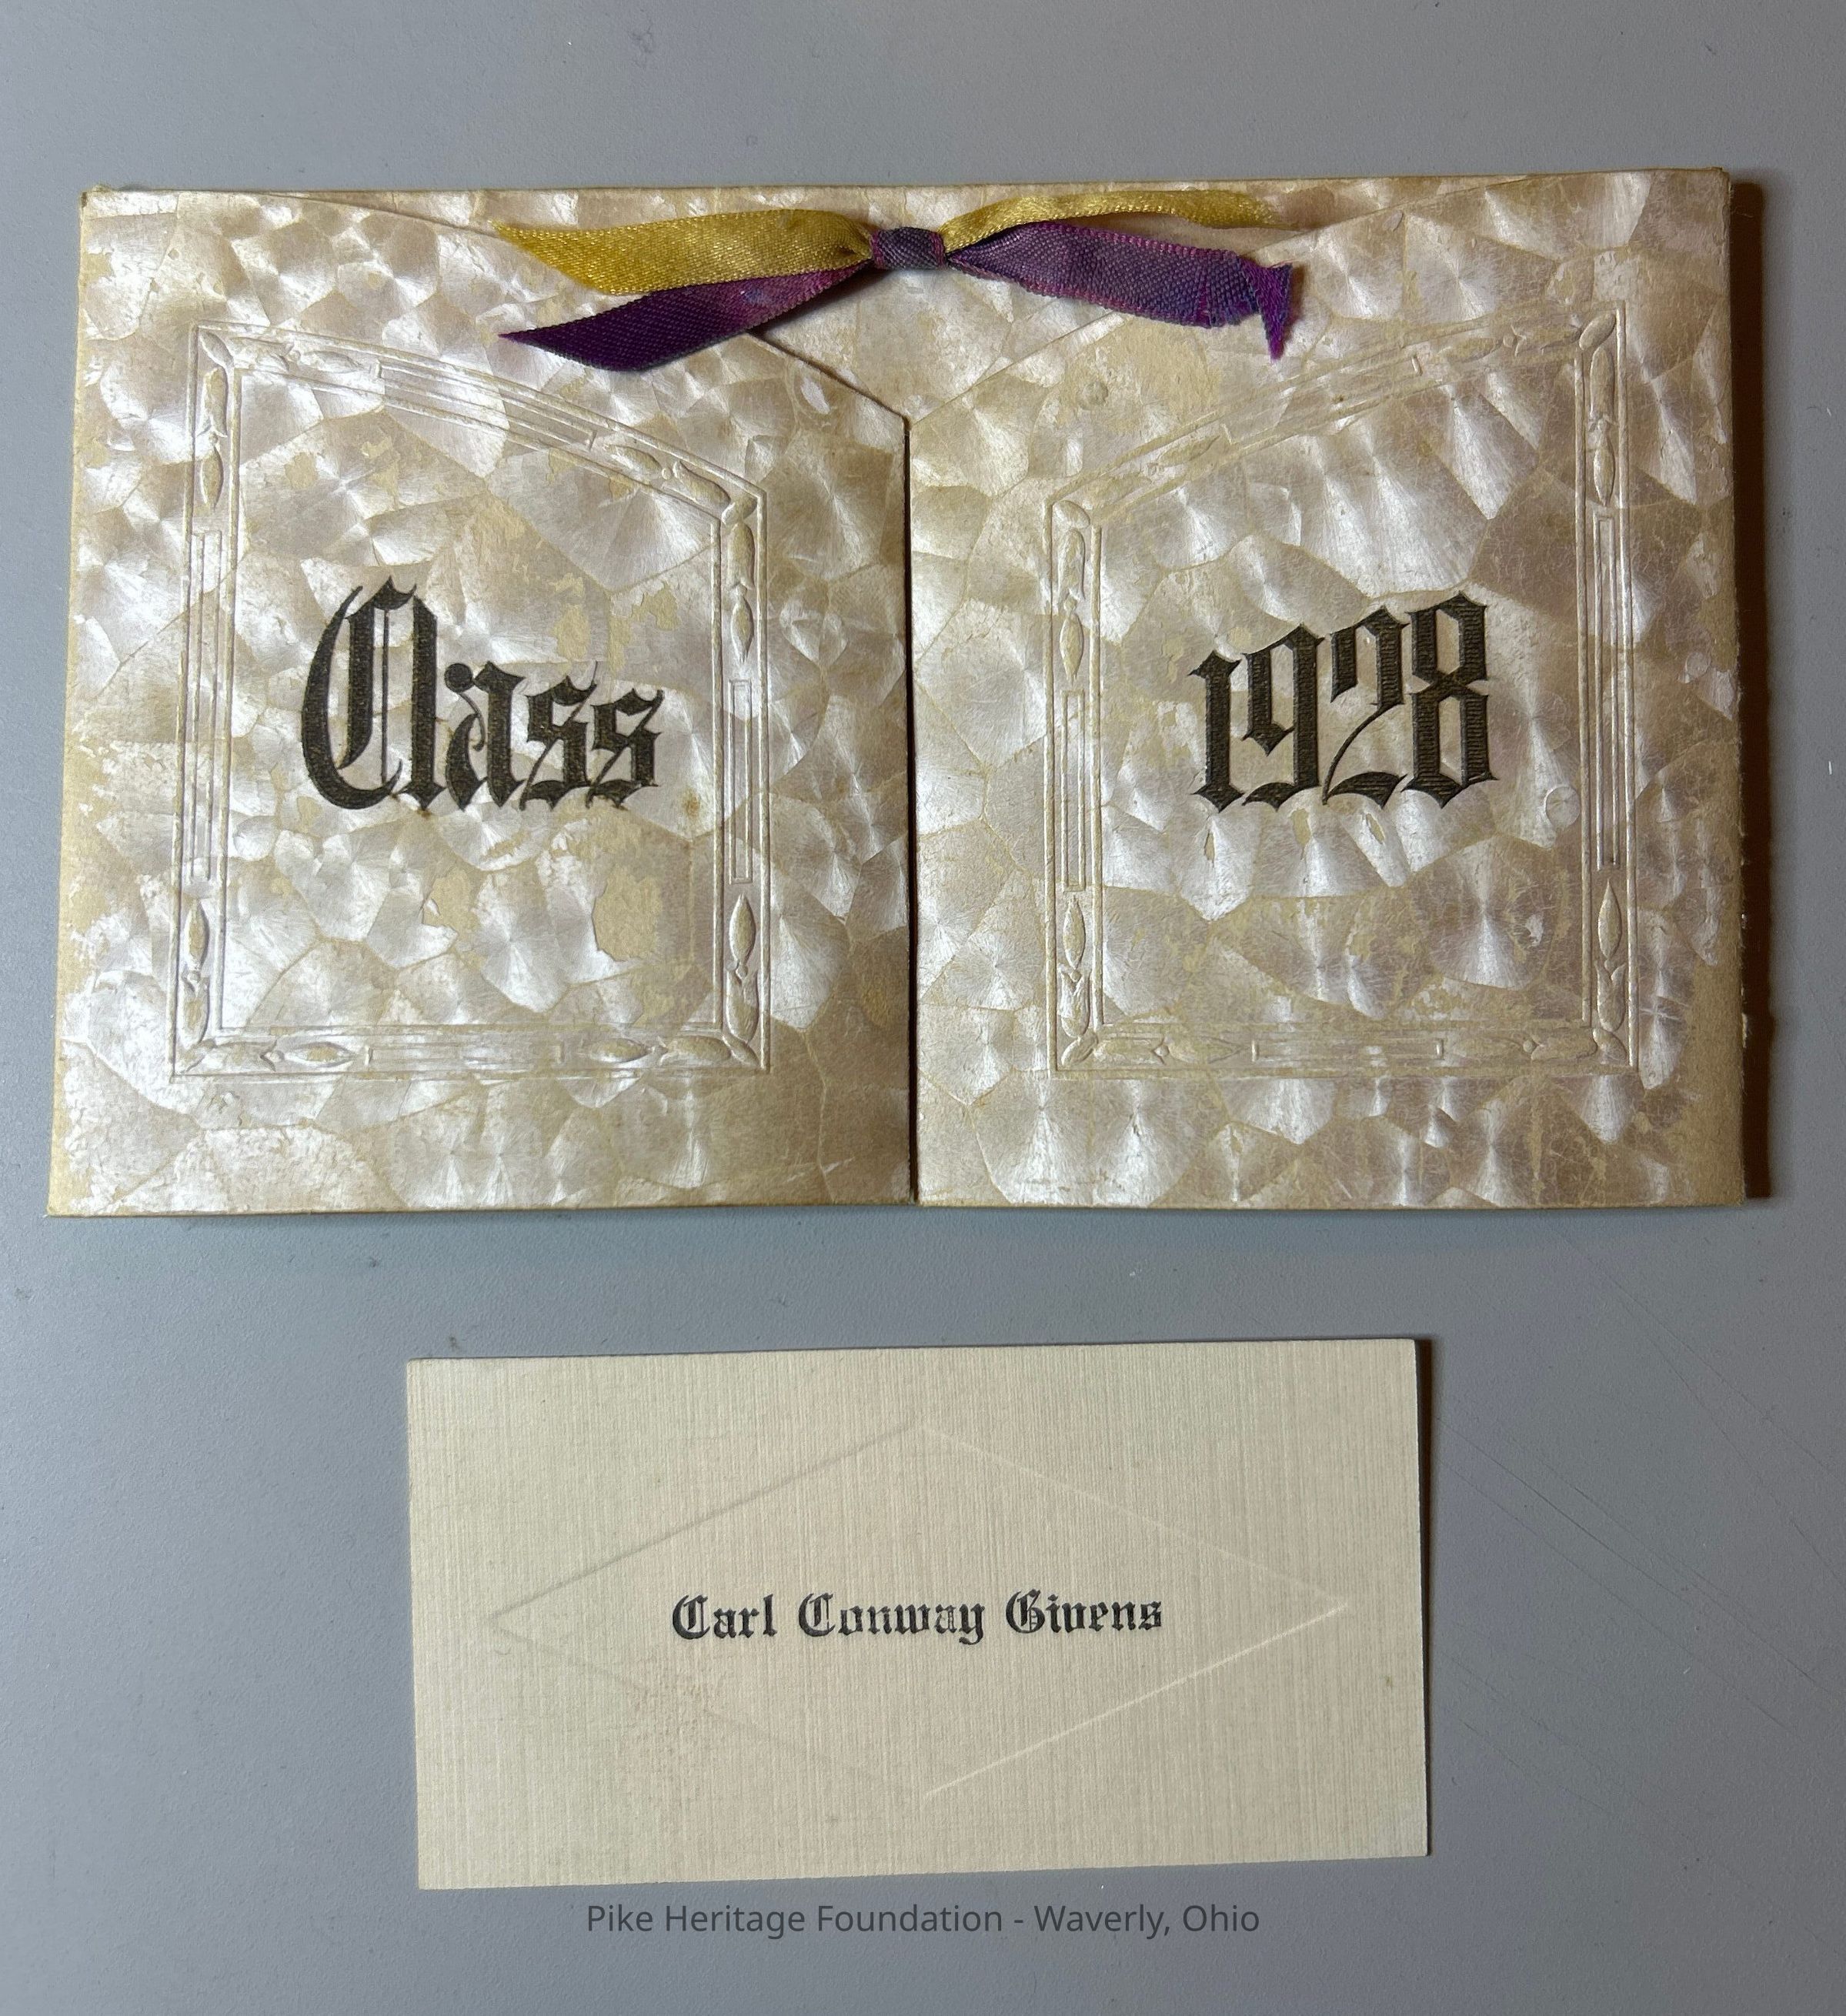 Class 1928
Carl Conway Givens
Pike Heritage Foundation - Waverly, Ohio